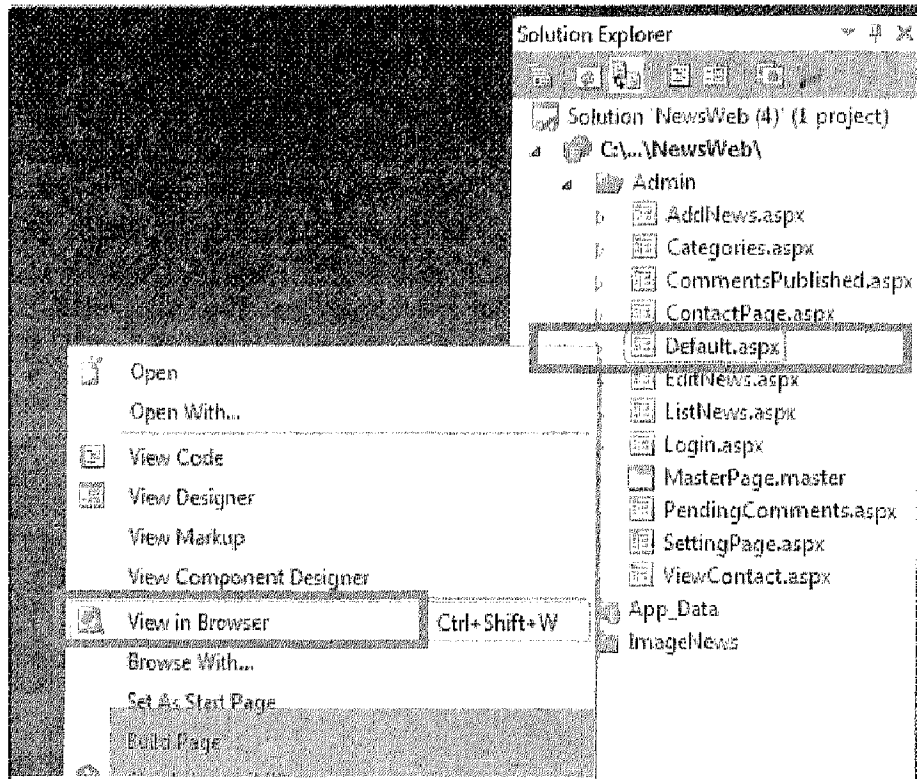 Solution Explorer
Solution 'NewsWeb (4)' (1 project)
C:\...\NewsWeb\
Admin
AddNews.aspx
Categories.aspx
CommentsPublished.aspx
ContactPage.aspx
Default.aspx
EditNews.aspx
ListNews.aspx
Login.aspx
MasterPage.master
PendingComments.aspx
SettingPage.aspx
ViewContact.aspx
App_Data
ImageNews
Open
Open With...
View Code
View Designer
View Markup
View Component Designer
View in Browser Ctrl+Shift+W
Browse With...
Set As Start Page
Build Page